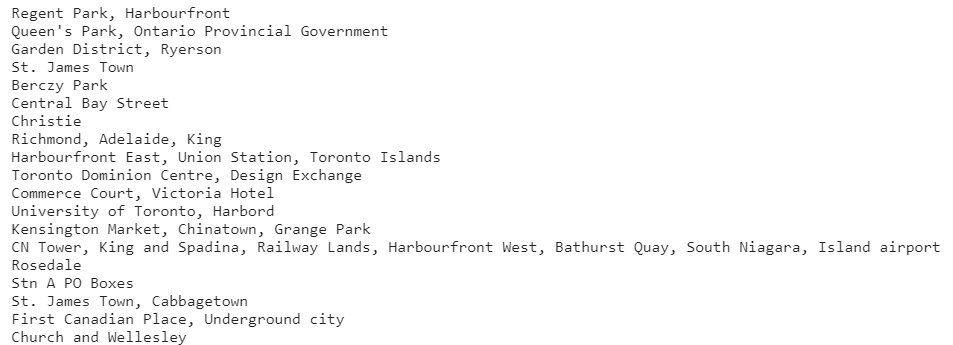 Regent Park, Harbourfront
Queen's Park, Ontario Provincial Government
Garden District, Ryerson
St. James Town
Berczy Park
Central Bay Street
Christie
Richmond, Adelaide, King
Harbourfront East, Union Station, Toronto Islands
Toronto Dominion Centre, Design Exchange
Commerce Court, Victoria Hotel
University of Toronto, Harbord
Kensington Market, Chinatown, Grange Park
CN Tower, King and Spadina, Railway Lands, Harbourfront West, Bathurst Quay, South Niagara, Island airport
Rosedale
Stn A PO Boxes
St. James Town, Cabbagetown
First Canadian Place, Underground city
Church and Wellesley